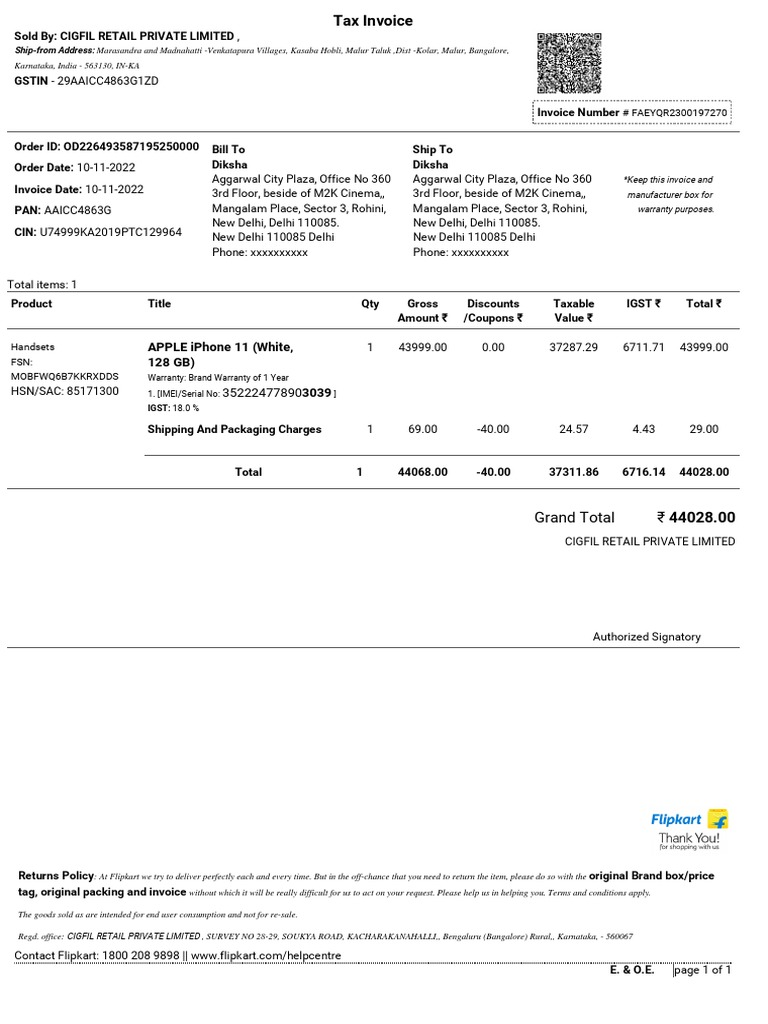 Tax Invoice
Sold By: CIGFIL RETAIL PRIVATE LIMITED ,
Ship-from Address: Marasandra and Madnahatti -Venkatapura Villages, Kasaba Hobli, Malur Taluk ,Dist -Kolar, Malur, Bangalore,
Karnataka, India - 563130, IN-KA
GSTIN - 29AAICC4863G1ZD
Invoice Number # FAEYQR2300197270
Order ID: OD226493587195250000
Order Date: 10-11-2022
Invoice Date: 10-11-2022
PAN: AAICC4863G
CIN: U74999KA2019PTC129964
Bill To
Diksha
Aggarwal City Plaza, Office No 360
3rd Floor, beside of M2K Cinema,,
Mangalam Place, Sector 3, Rohini,
New Delhi, Delhi 110085.
New Delhi 110085 Delhi
Phone: xxxxxxxxxx
Ship To
Diksha
Aggarwal City Plaza, Office No 360
3rd Floor, beside of M2K Cinema,,
Mangalam Place, Sector 3, Rohini,
New Delhi, Delhi 110085.
New Delhi 110085 Delhi
Phone: xxxxxxxxxx
*Keep this invoice and
manufacturer box for
warranty purposes.
Total items: 1
Product Title Qty Gross Amount ₹ Discounts /Coupons ₹ Taxable Value ₹ IGST ₹ Total ₹
Handsets
FSN:
MOBFWQ6B7KKRXDDS
HSN/SAC: 85171300
APPLE iPhone 11 (White,
128 GB)
Warranty: Brand Warranty of 1 Year
1. [IMEI/Serial No: 352224778903039 ]
IGST: 18.0 %
1 43999.00 0.00 37287.29 6711.71 43999.00
Shipping And Packaging Charges 1 69.00 -40.00 24.57 4.43 29.00
Total 1 44068.00 -40.00 37311.86 6716.14 44028.00
Grand Total ₹ 44028.00
CIGFIL RETAIL PRIVATE LIMITED
Authorized Signatory
Flipkart
Thank You!
for shopping with us
Returns Policy: At Flipkart we try to deliver perfectly each and every time. But in the off-chance that you need to return the item, please do so with the original Brand box/price
tag, original packing and invoice without which it will be really difficult for us to act on your request. Please help us in helping you. Terms and conditions apply.
The goods sold as are intended for end user consumption and not for re-sale.
Regd. office: CIGFIL RETAIL PRIVATE LIMITED , SURVEY NO 28-29, SOUKYA ROAD, KACHARAKANAHALLI,, Bengaluru (Bangalore) Rural,, Karnataka, - 560067
Contact Flipkart: 1800 208 9898 || www.flipkart.com/helpcentre
E. & O.E. page 1 of 1